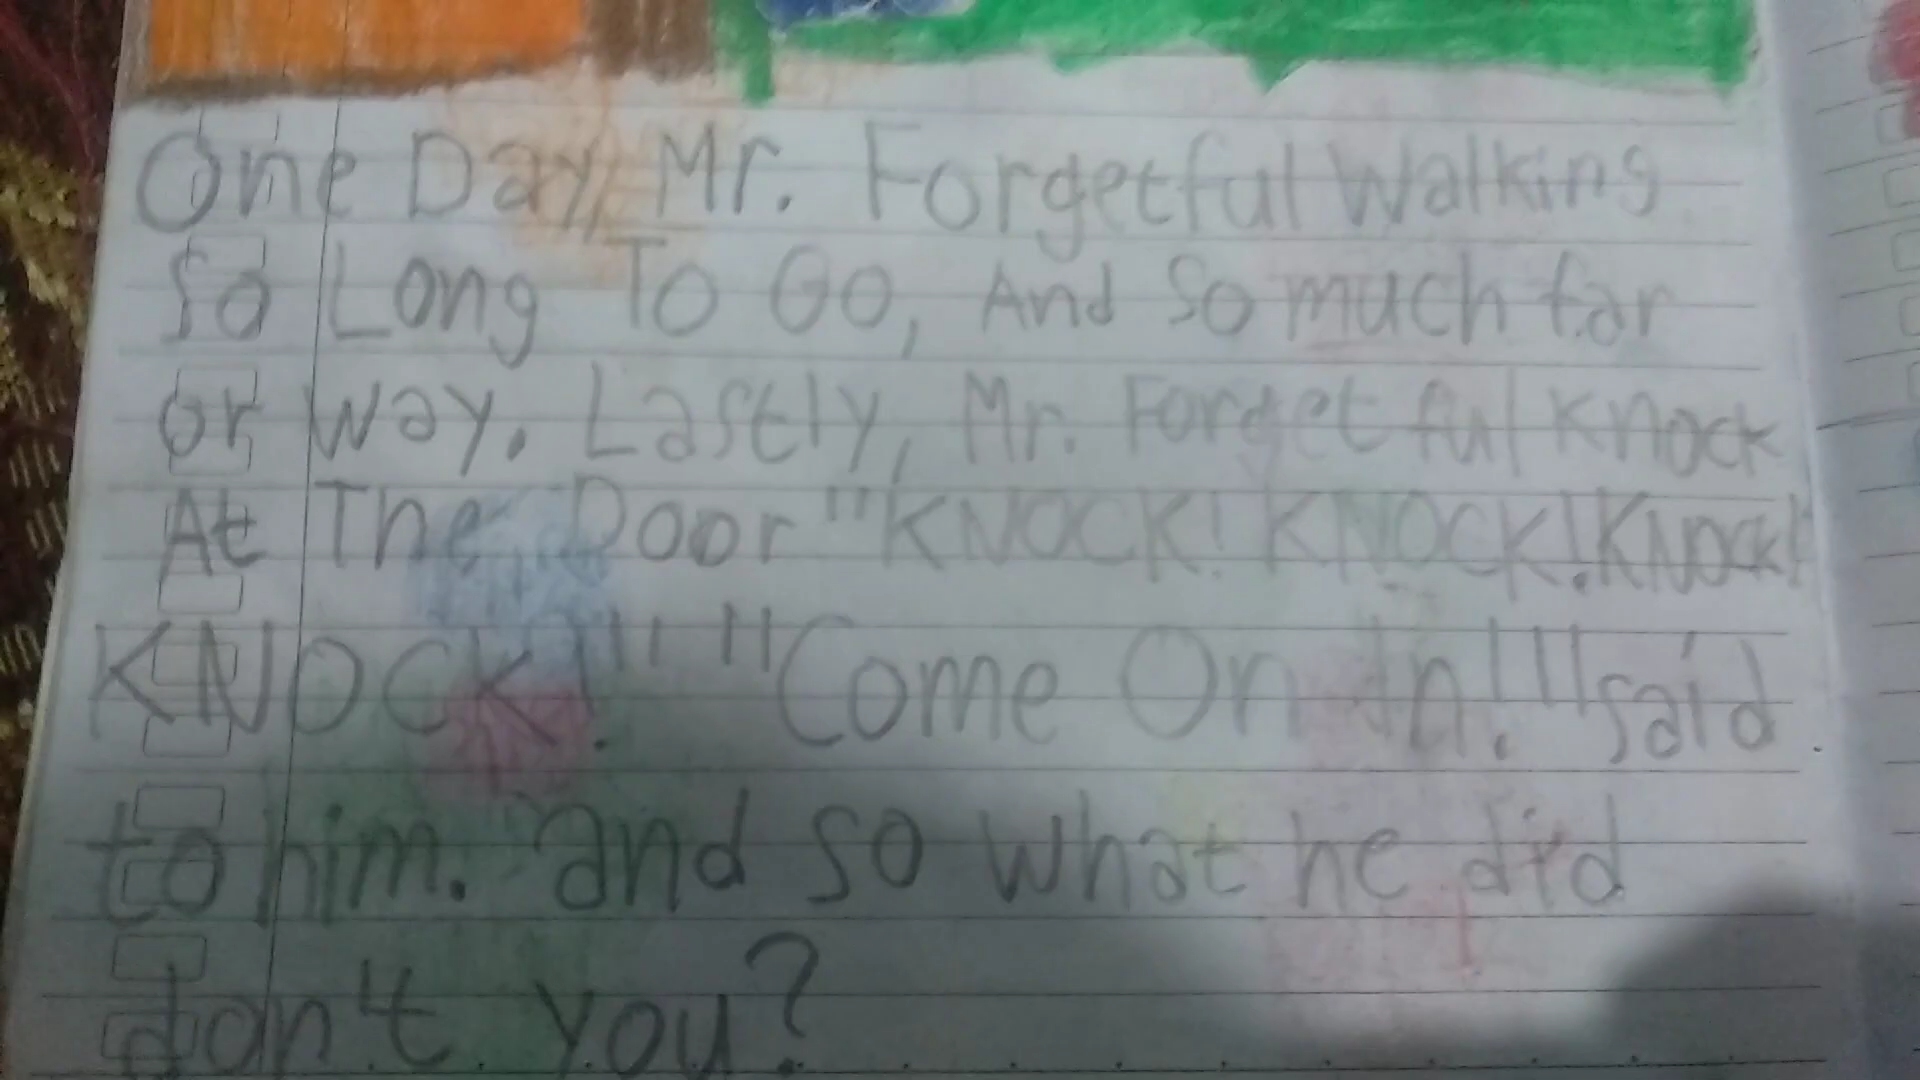 One Day, Mr. Forgetful Walking
So Long To Go, And So much far
or way. Lastly, Mr. Forgetful Knock
At The Door "KNOCK! KNOCK! KNOCK!
KNOCK!" "Come On In!" said
to him. and so what he did
don't you?